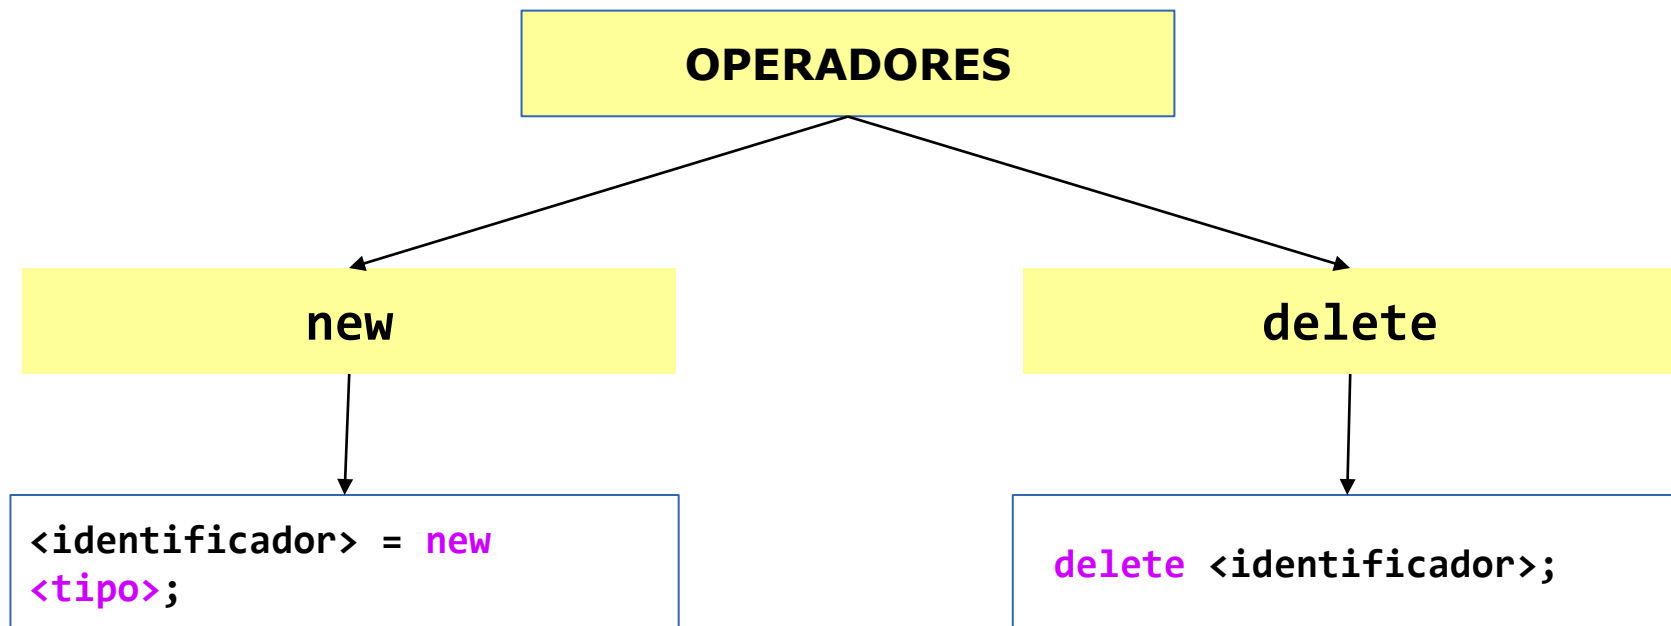 OPERADORES
new
delete
<identificador> = new
<tipo>;
delete <identificador>;